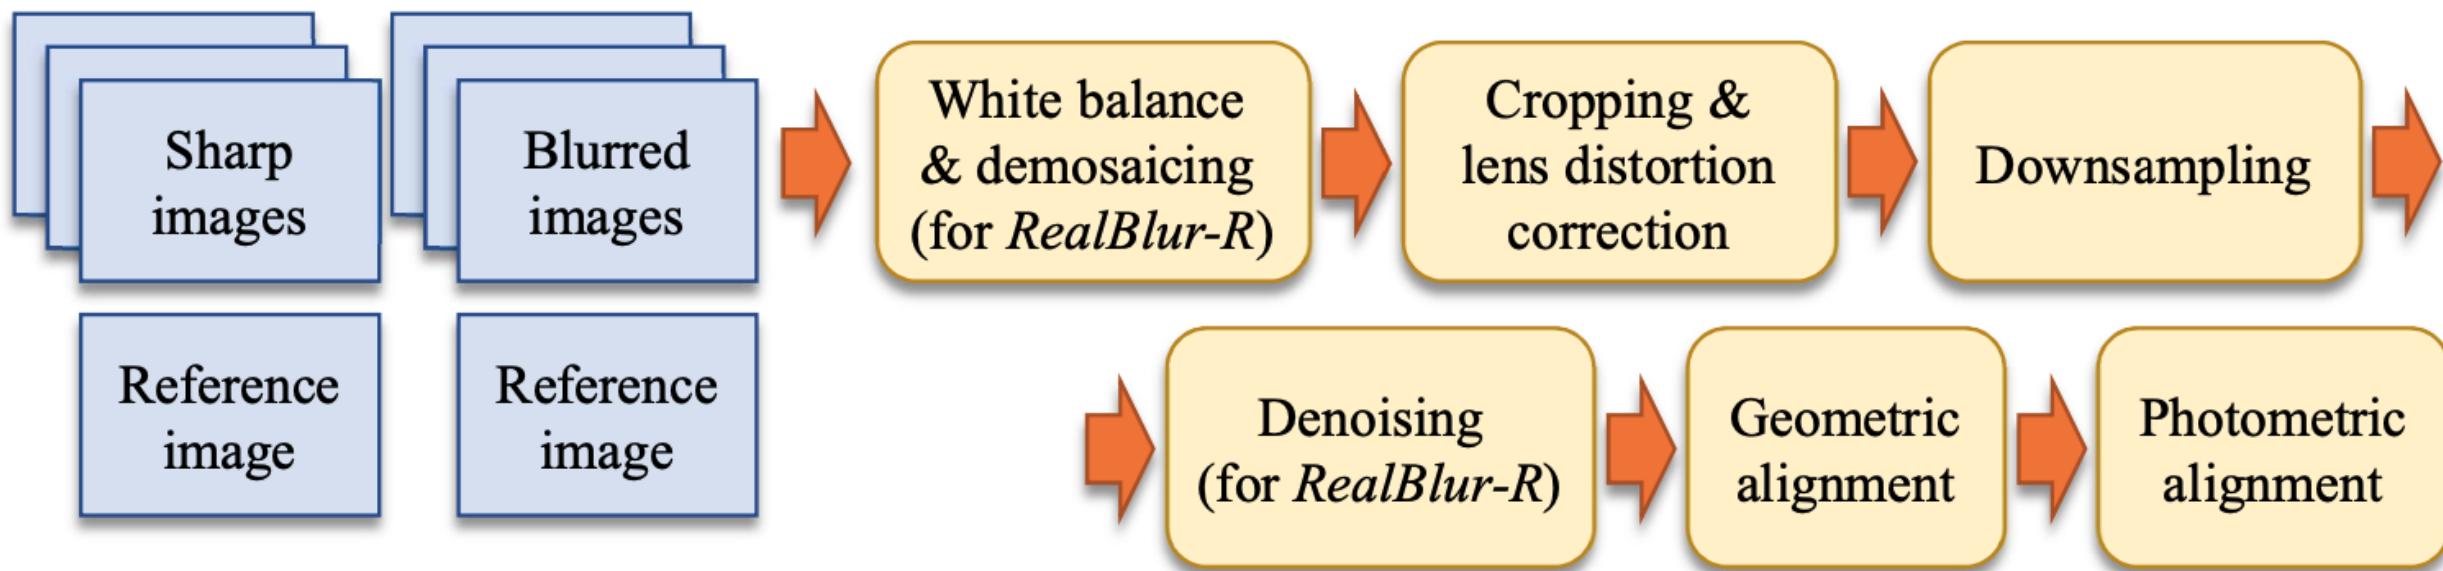 Sharp
images
Blurred
images
Reference
image
Reference
image
White balance
& demosaicing
(for RealBlur-R)
Cropping &
lens distortion
correction
Downsampling
Denoising
(for RealBlur-R)
Geometric
alignment
Photometric
alignment